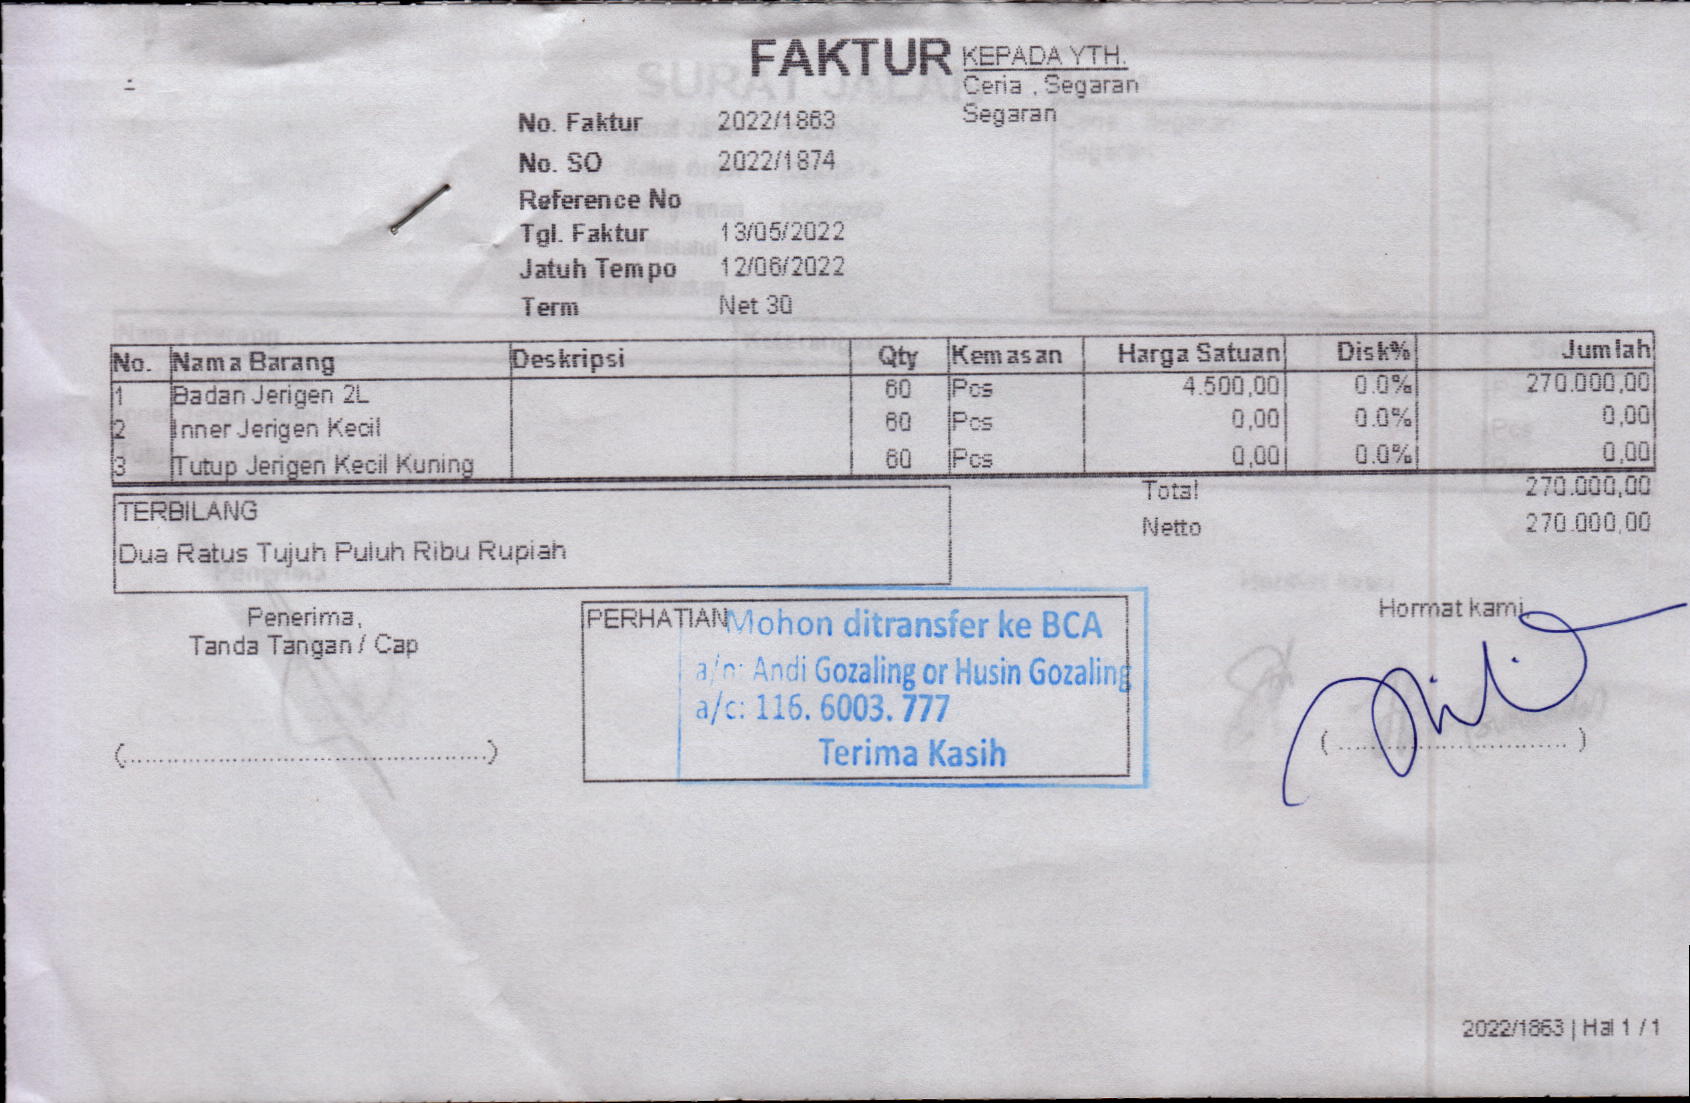 FAKTUR
KEPADA YTH.
Ceria , Segaran
Segaran
No. Faktur 2022/1863
No. SO 2022/1874
Reference No
Tgl. Faktur 13/05/2022
Jatuh Tempo 12/06/2022
Term Net 30
No. Nama Barang Deskripsi Qty Kemasan Harga Satuan Disk% Jumlah
1 Badan Jerigen 2L 60 Pcs 4.500,00 0.0% 270.000,00
2 Inner Jerigen Kecil 60 Pcs 0,00 0.0% 0,00
3 Tutup Jerigen Kecil Kuning 60 Pcs 0,00 0.0% 0,00
Total 270.000,00
Netto 270.000,00
TERBILANG
Dua Ratus Tujuh Puluh Ribu Rupiah
Penerima,
Tanda Tangan / Cap
(...............................................)
PERHATIAN
Mohon ditransfer ke BCA
a/n: Andi Gozaling or Husin Gozaling
a/c: 116. 6003. 777
Terima Kasih
Hormat kami,
( .............................. )
2022/1863 | Hal 1 / 1